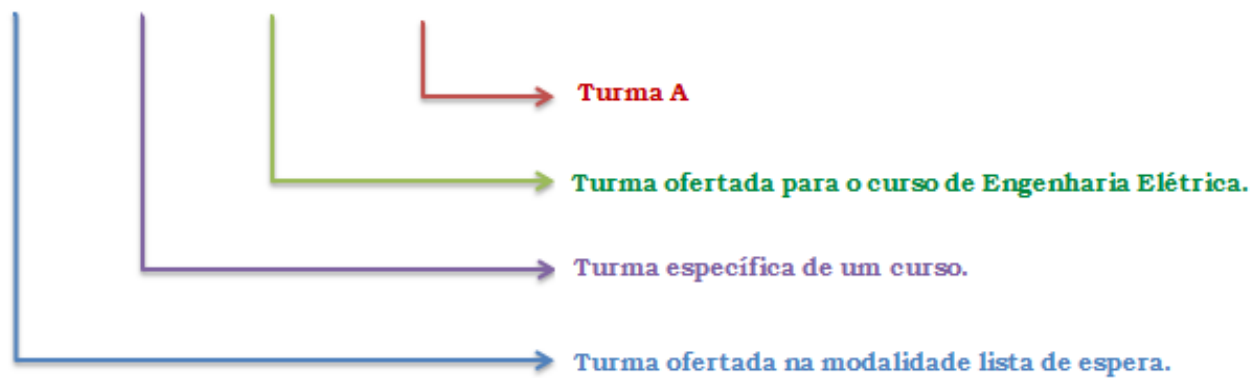 Turma A
Turma ofertada para o curso de Engenharia Elétrica.
Turma específica de um curso.
Turma ofertada na modalidade lista de espera.